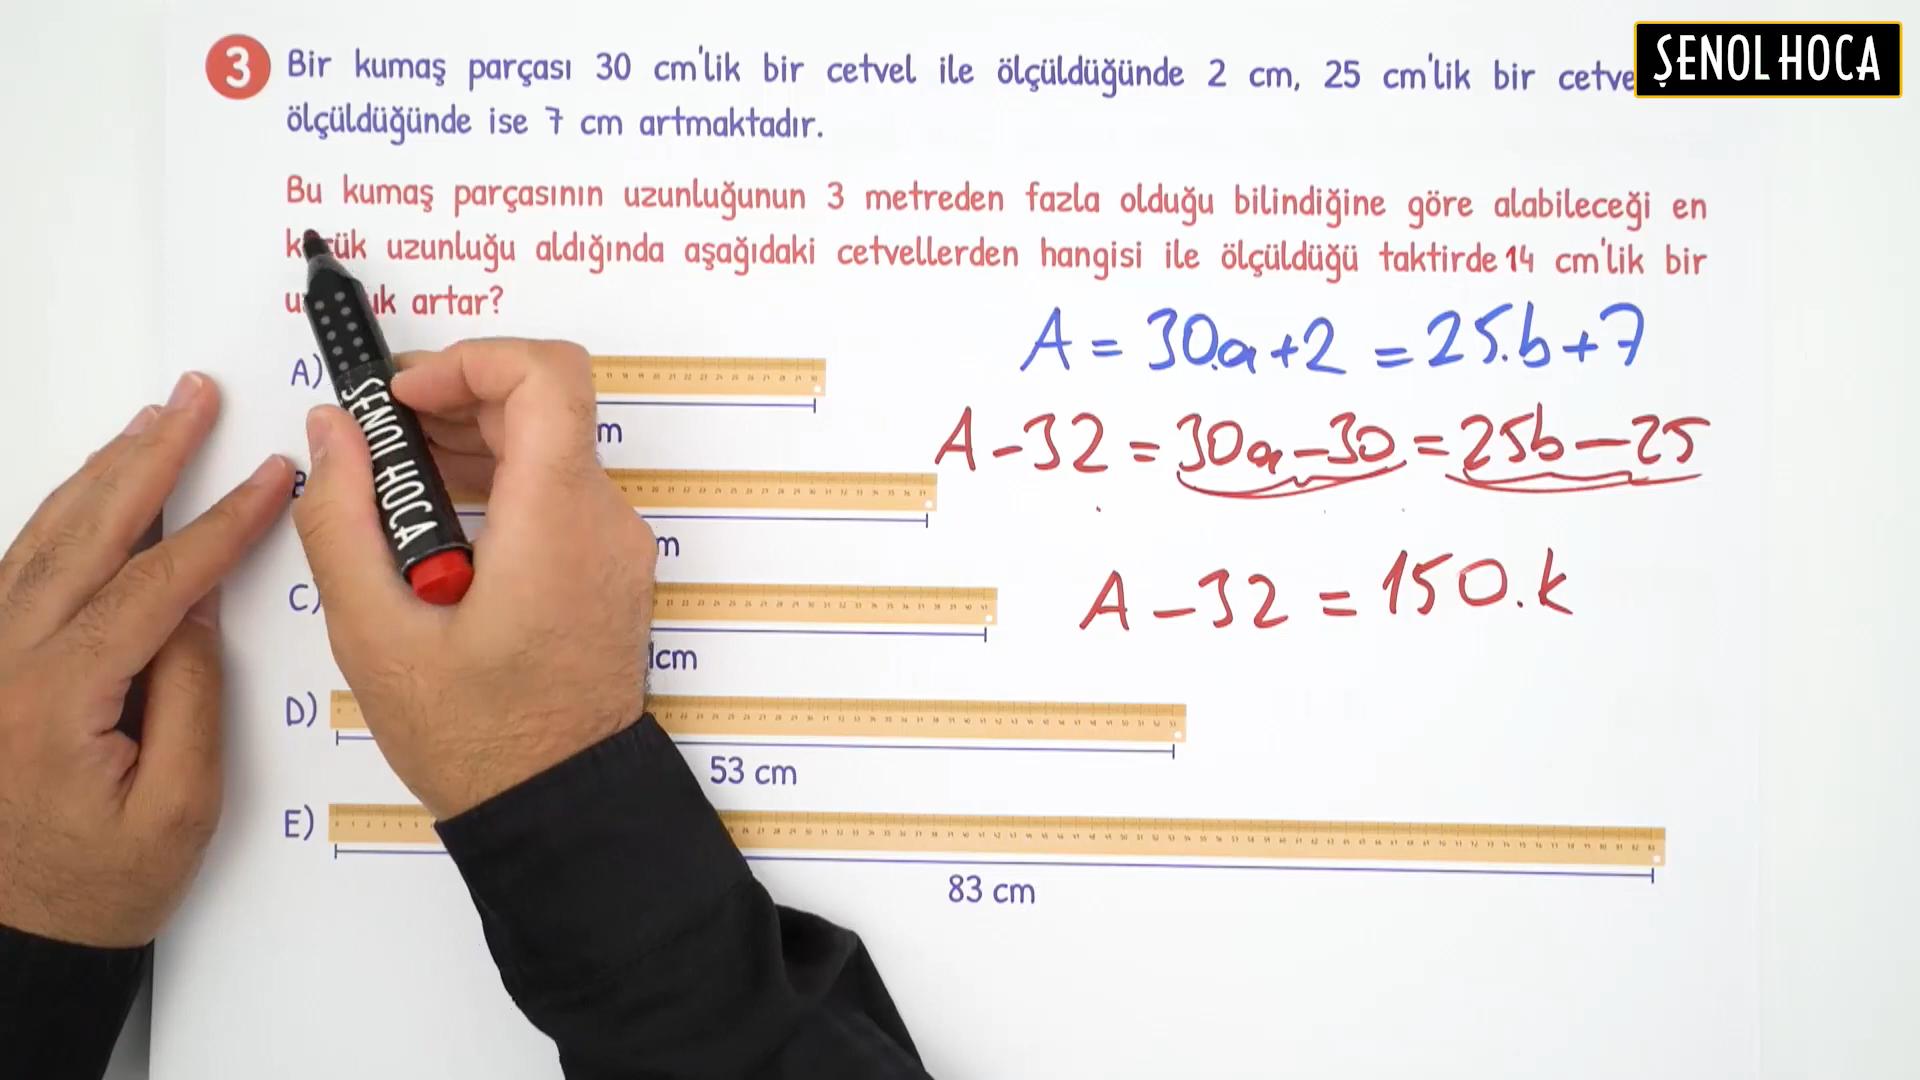 ŞENOL HOCA
3 Bir kumaş parçası 30 cm'lik bir cetvel ile ölçüldüğünde 2 cm, 25 cm'lik bir
ölçüldüğünde ise 7 cm artmaktadır.
Bu kumaş parçasının uzunluğunun 3 metreden fazla olduğu bilindiğine göre alabileceği en
uzunluğu aldığında aşağıdaki cetvellerden hangisi ile ölçüldüğü taktirde 14 cm'lik bir
artar?
A = 30.a+2 = 25.b+7
A)
A-32 = 30a-30 = 25b-25
C)
A-32 = 150.k
D)
53 cm
E)
83 cm
ŞENOL HOCA